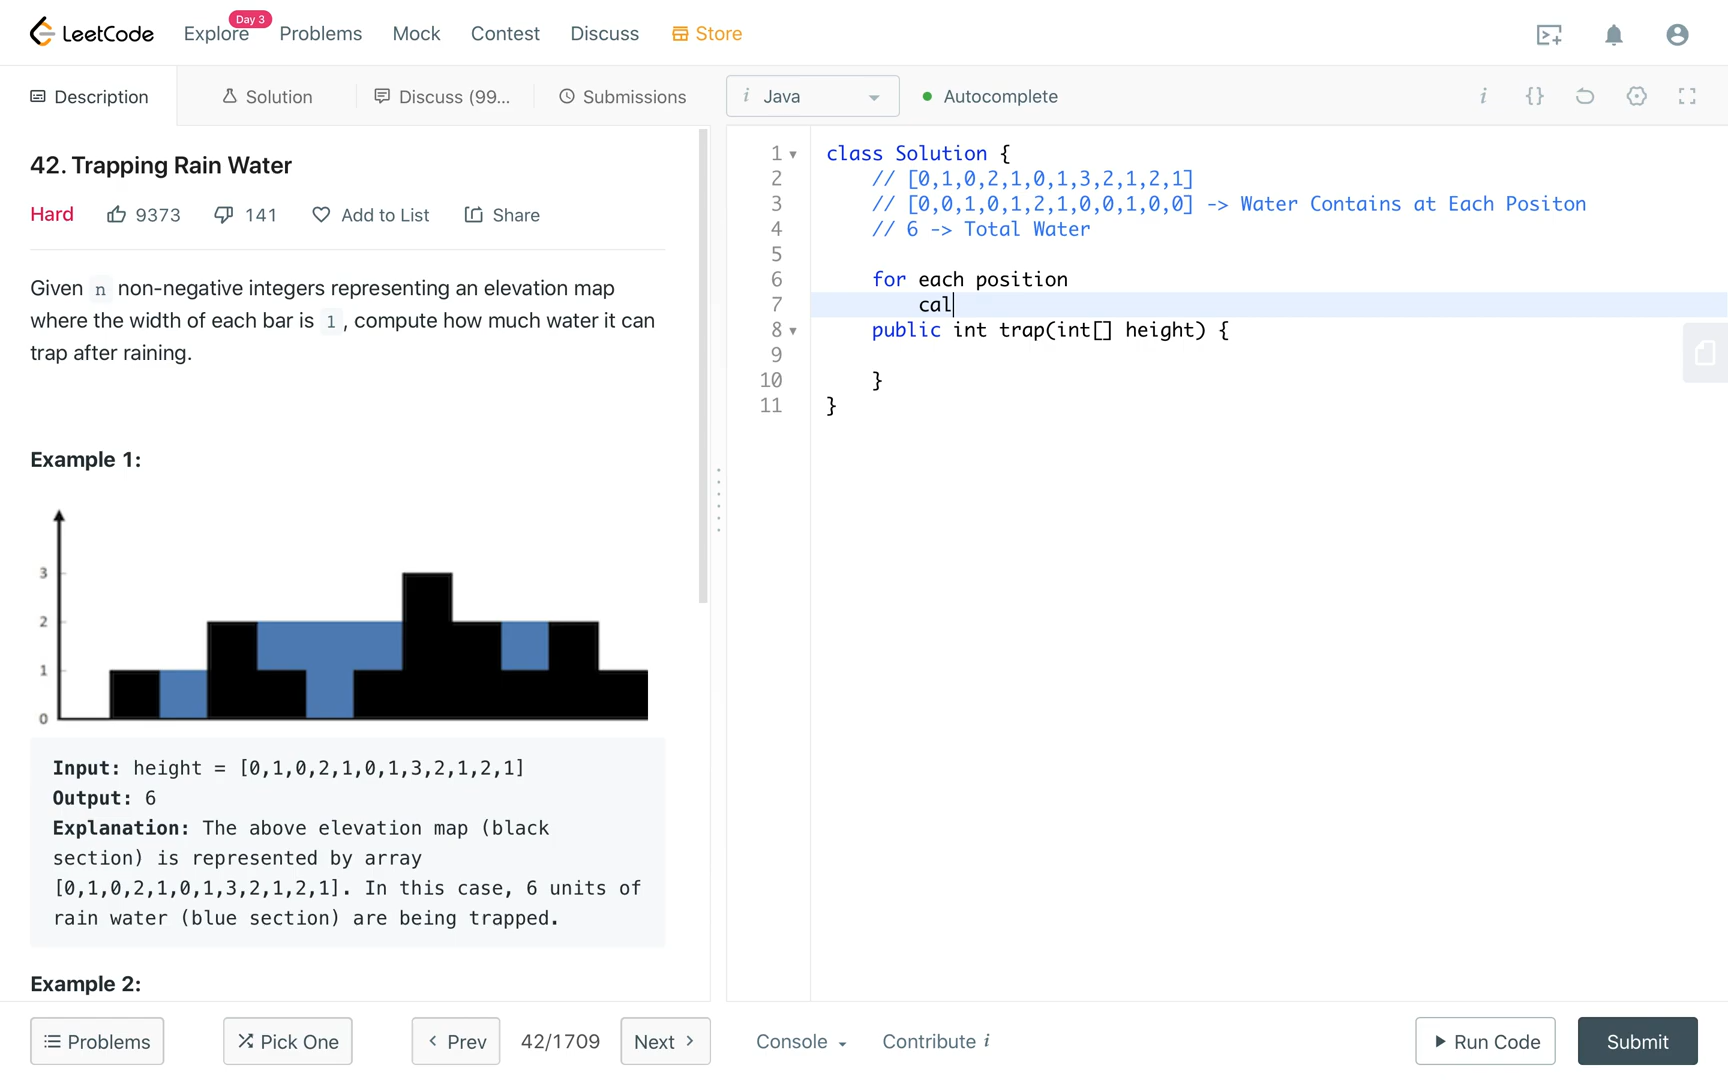 LeetCode
Explore
Day 3
Problems
Mock
Contest
Discuss
Store
Description
Solution
Discuss (99...
Submissions
i Java
Autocomplete
i
{}
42. Trapping Rain Water
Hard
9373
141
Add to List
Share
Given n non-negative integers representing an elevation map
where the width of each bar is 1, compute how much water it can
trap after raining.
Example 1:
3
2
1
0
Input: height = [0,1,0,2,1,0,1,3,2,1,2,1]
Output: 6
Explanation: The above elevation map (black
section) is represented by array
[0,1,0,2,1,0,1,3,2,1,2,1]. In this case, 6 units of
rain water (blue section) are being trapped.
Example 2:
1 class Solution {
2 // [0,1,0,2,1,0,1,3,2,1,2,1]
3 // [0,0,1,0,1,2,1,0,0,1,0,0] -> Water Contains at Each Positon
4 // 6 -> Total Water
5
6 for each position
7 cal
8 public int trap(int[] height) {
9
10 }
11 }
Problems
Pick One
Prev
42/1709
Next
Console
Contribute i
Run Code
Submit